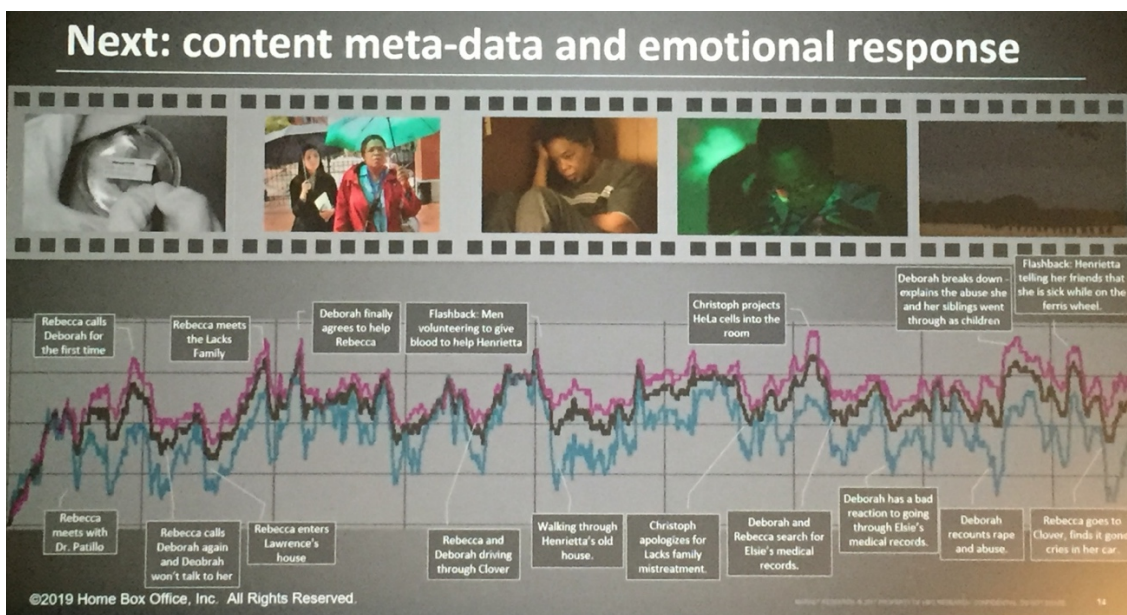 Next: content meta-data and emotional response
Rebecca calls
Deborah for
the first time
Rebecca meets
the Lacks
Family
Deborah finally
agrees to help
Rebecca
Flashback: Men
volunteering to give
blood to help Henrietta
Christoph projects
HeLa cells into the
room
Deborah breaks down -
explains the abuse she
and her siblings went
through as children
Flashback: Henrietta
telling her friends that
she is sick while on the
ferris wheel.
Rebecca
meets with
Dr. Patillo
Rebecca calls
Deborah again
and Deobrah
won't talk to her
Rebecca enters
Lawrence's
house
Rebecca and
Deborah driving
through Clover
Walking through
Henrietta's old
house.
Christoph
apologizes for
Lacks family
mistreatment.
Deborah and
Rebecca search for
Elsie's medical
records.
Deborah has a bad
reaction to going
through Elsie's
medical records.
Deborah
recounts rape
and abuse.
Rebecca goes to
Clover, finds it gone
cries in her car.
©2019 Home Box Office, Inc. All Rights Reserved.
14